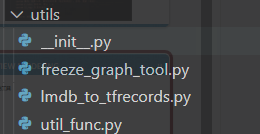 utils
__init__.py
freeze_graph_tool.py
lmdb_to_tfrecords.py
util_func.py